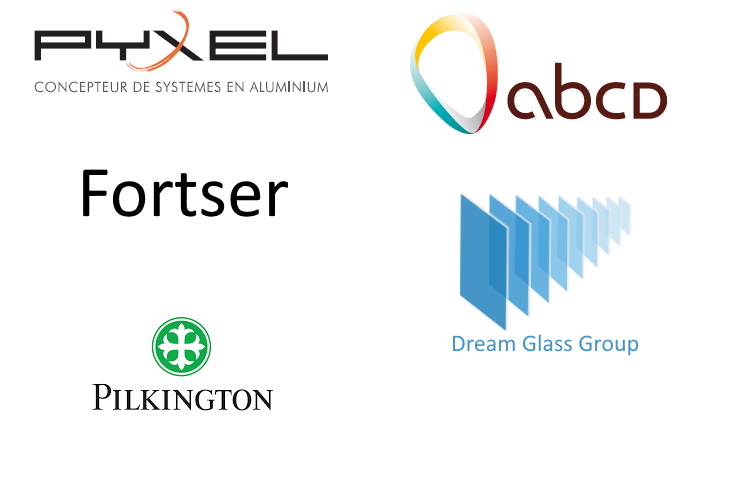 PYXEL
CONCEPTEUR DE SYSTEMES EN ALUMINIUM
abcd
Fortser
Dream Glass Group
PILKINGTON